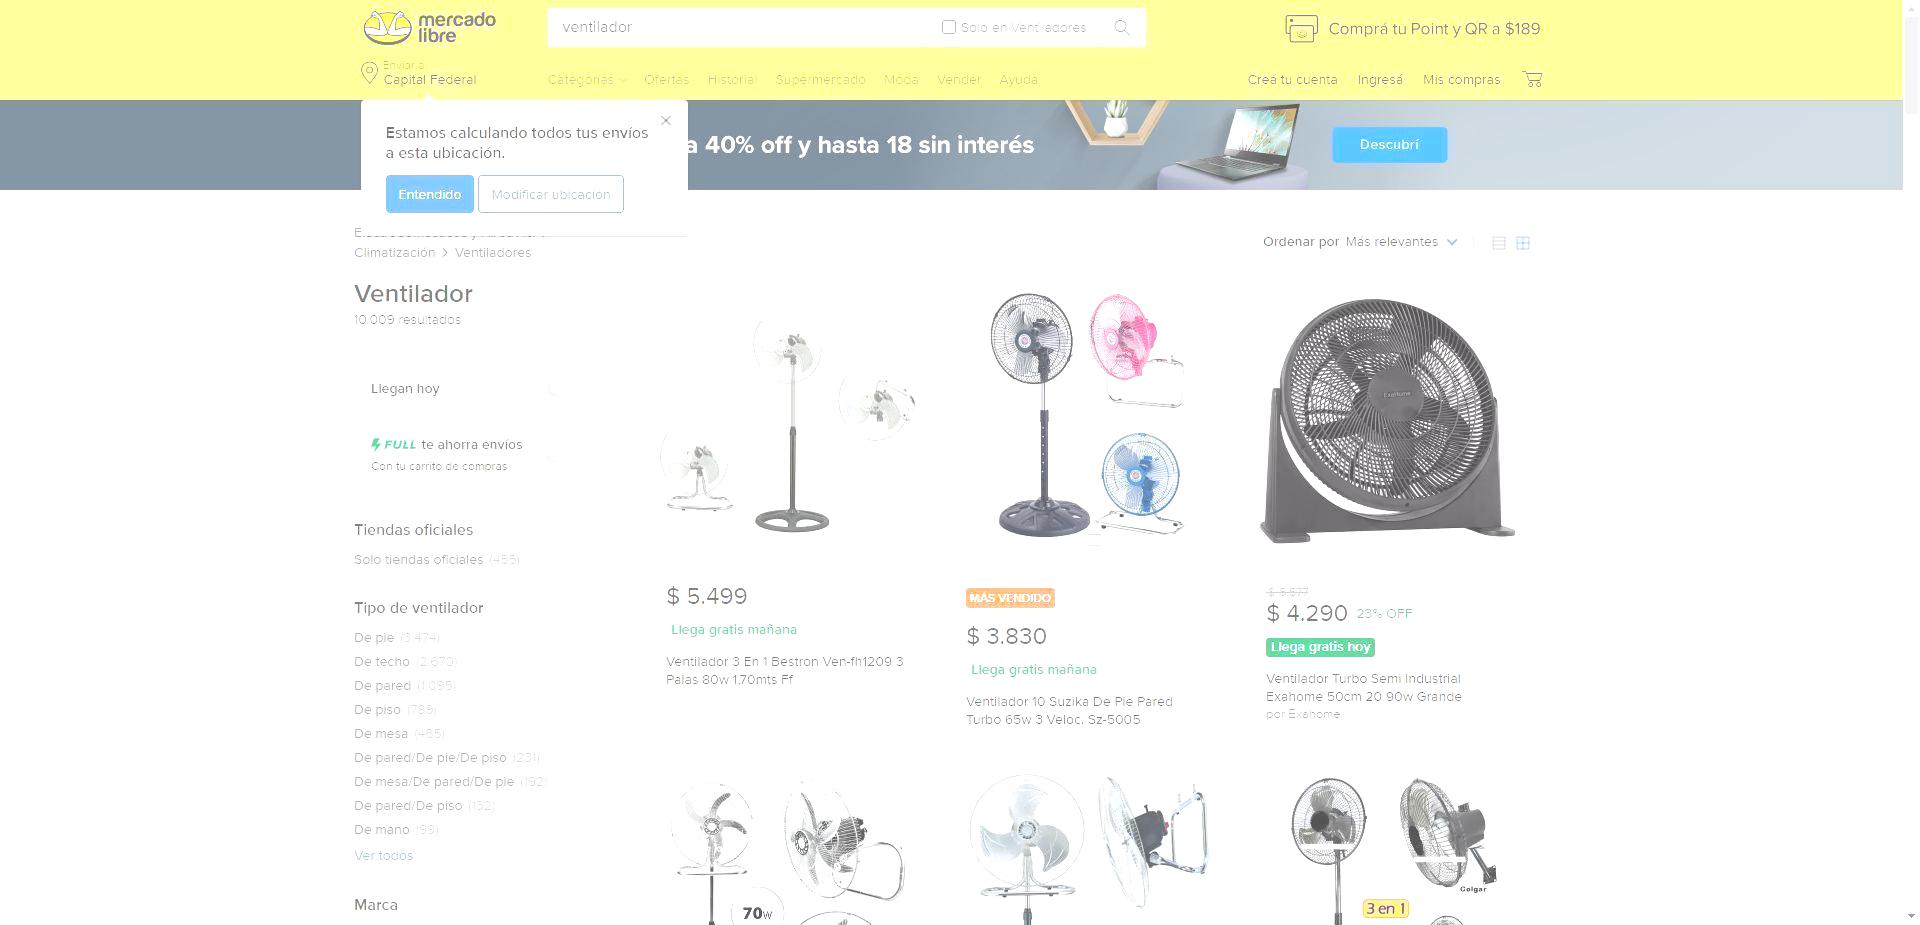 mercado
libre
ventilador
Solo en Ventiladores
Comprá tu Point y QR a $189
Enviar a
Capital Federal
Categorías
Ofertas
Historial
Supermercado
Moda
Vender
Ayuda
Creá tu cuenta
Ingresá
Mis compras
Estamos calculando todos tus envíos
a esta ubicación.
Entendido
Modificar ubicación
a 40% off y hasta 18 sin interés
Descubrí
Climatización > Ventiladores
Ordenar por Más relevantes
Ventilador
10.009 resultados
Llegan hoy
FULL te ahorra envíos
Con tu carrito de compras
Tiendas oficiales
Solo tiendas oficiales (455)
Tipo de ventilador
De pie (3.474)
De techo (2.670)
De pared (1.095)
De piso (789)
De mesa (465)
De pared/De pie/De piso (231)
De mesa/De pared/De pie (192)
De pared/De piso (132)
De mano (99)
Ver todos
Marca
$ 5.499
Llega gratis mañana
Ventilador 3 En 1 Bestron Ven-fh1209 3
Palas 80w 1,70mts Ff
MÁS VENDIDO
$ 3.830
Llega gratis mañana
Ventilador 10 Suzika De Pie Pared
Turbo 65w 3 Veloc. Sz-5005
ExaHome
$ 5.577
$ 4.290 23% OFF
Llega gratis hoy
Ventilador Turbo Semi Industrial
Exahome 50cm 20 90w Grande
por Exahome
70W
Colgar
3 en 1